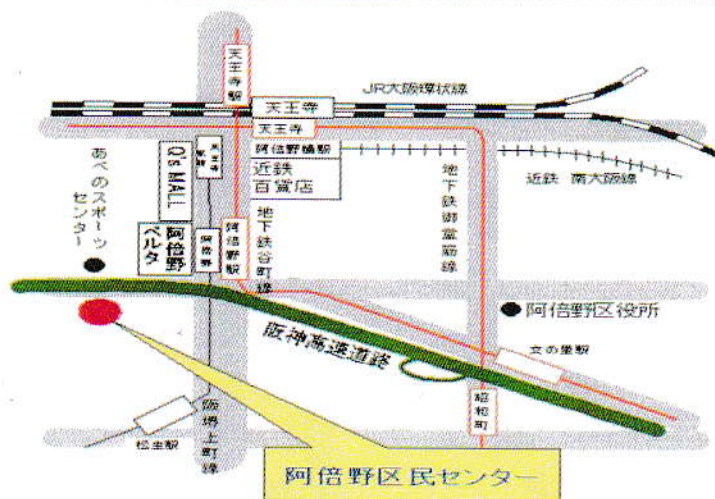 天王寺駅
JR大阪環状線
天王寺
天王寺
阿倍野橋駅
近鉄
百貨店
近鉄 南大阪線
Q's MALL
あべのスポーツ
センター
阿倍野
ベルタ
阿倍野
阿倍野駅
地下鉄谷町線
地下鉄御堂筋線
阿倍野区役所
阪神高速道路
文の里駅
昭和町
松虫駅
阪堺上町線
阿倍野区民センター